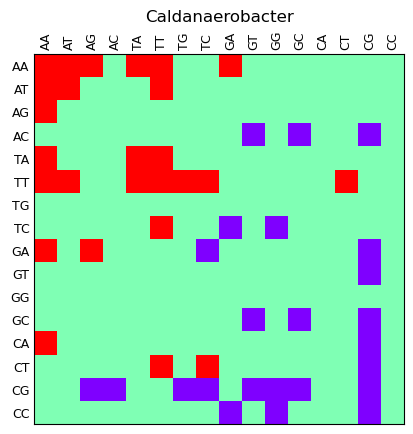 Caldanaerobacter
AA AT AG AC TA TT TG TC GA GT GG GC CA CT CG CC
AA
AT
AG
AC
TA
TT
TG
TC
GA
GT
GG
GC
CA
CT
CG
CC